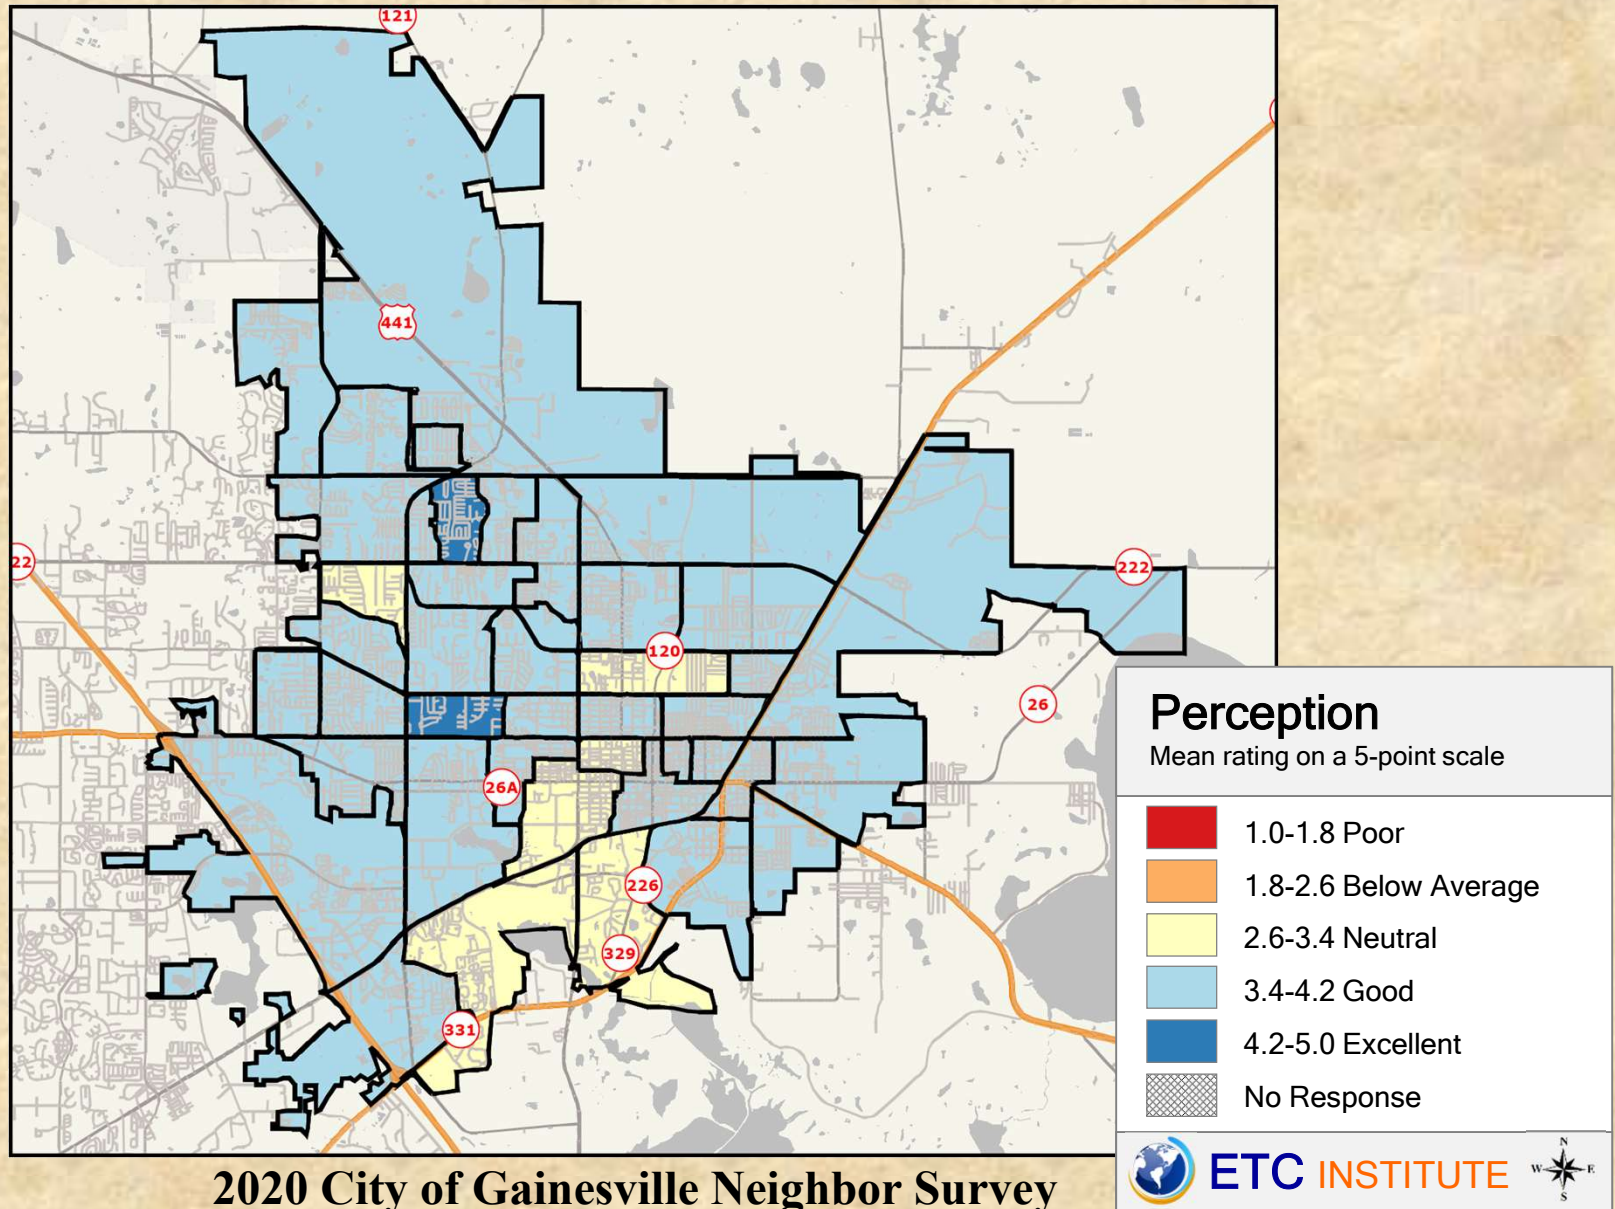 121
441
22
222
120
26
26A
226
329
331
Perception
Mean rating on a 5-point scale
1.0-1.8 Poor
1.8-2.6 Below Average
2.6-3.4 Neutral
3.4-4.2 Good
4.2-5.0 Excellent
No Response
ETC INSTITUTE
N
W E
S
2020 City of Gainesville Neighbor Survey